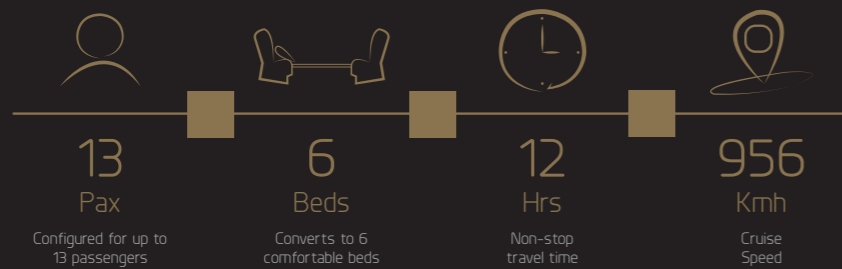 13
Pax
Configured for up to
13 passengers
6
Beds
Converts to 6
comfortable beds
12
Hrs
Non-stop
travel time
956
Kmh
Cruise
Speed